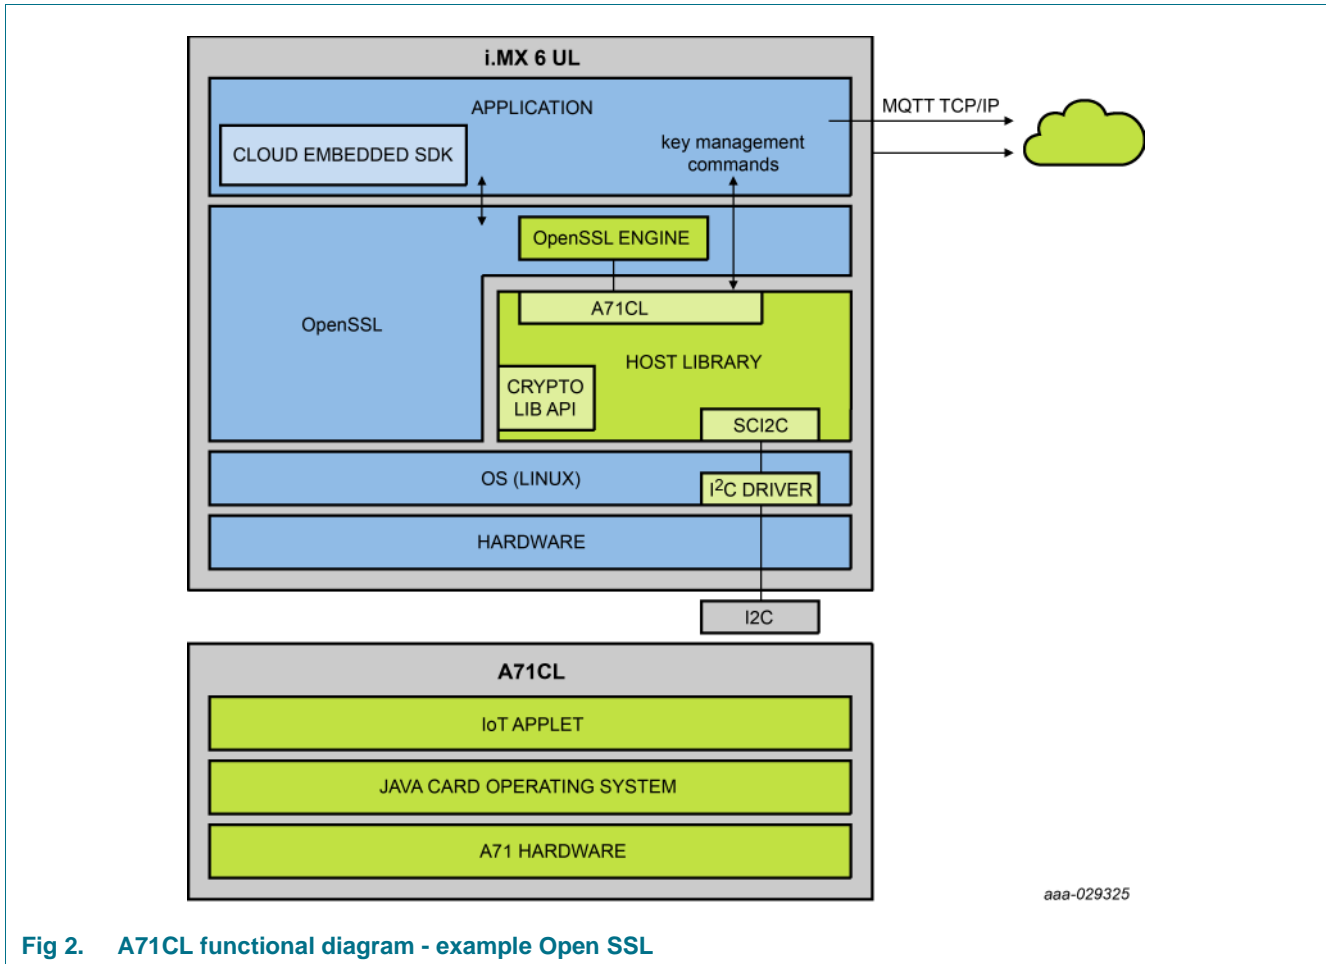 i.MX 6 UL
APPLICATION
MQTT TCP/IP
CLOUD EMBEDDED SDK
key management
commands
OpenSSL ENGINE
A71CL
OpenSSL
HOST LIBRARY
CRYPTO
LIB API
SCI2C
OS (LINUX)
I²C DRIVER
HARDWARE
I2C
A71CL
IoT APPLET
JAVA CARD OPERATING SYSTEM
A71 HARDWARE
aaa-029325
Fig 2. A71CL functional diagram - example Open SSL